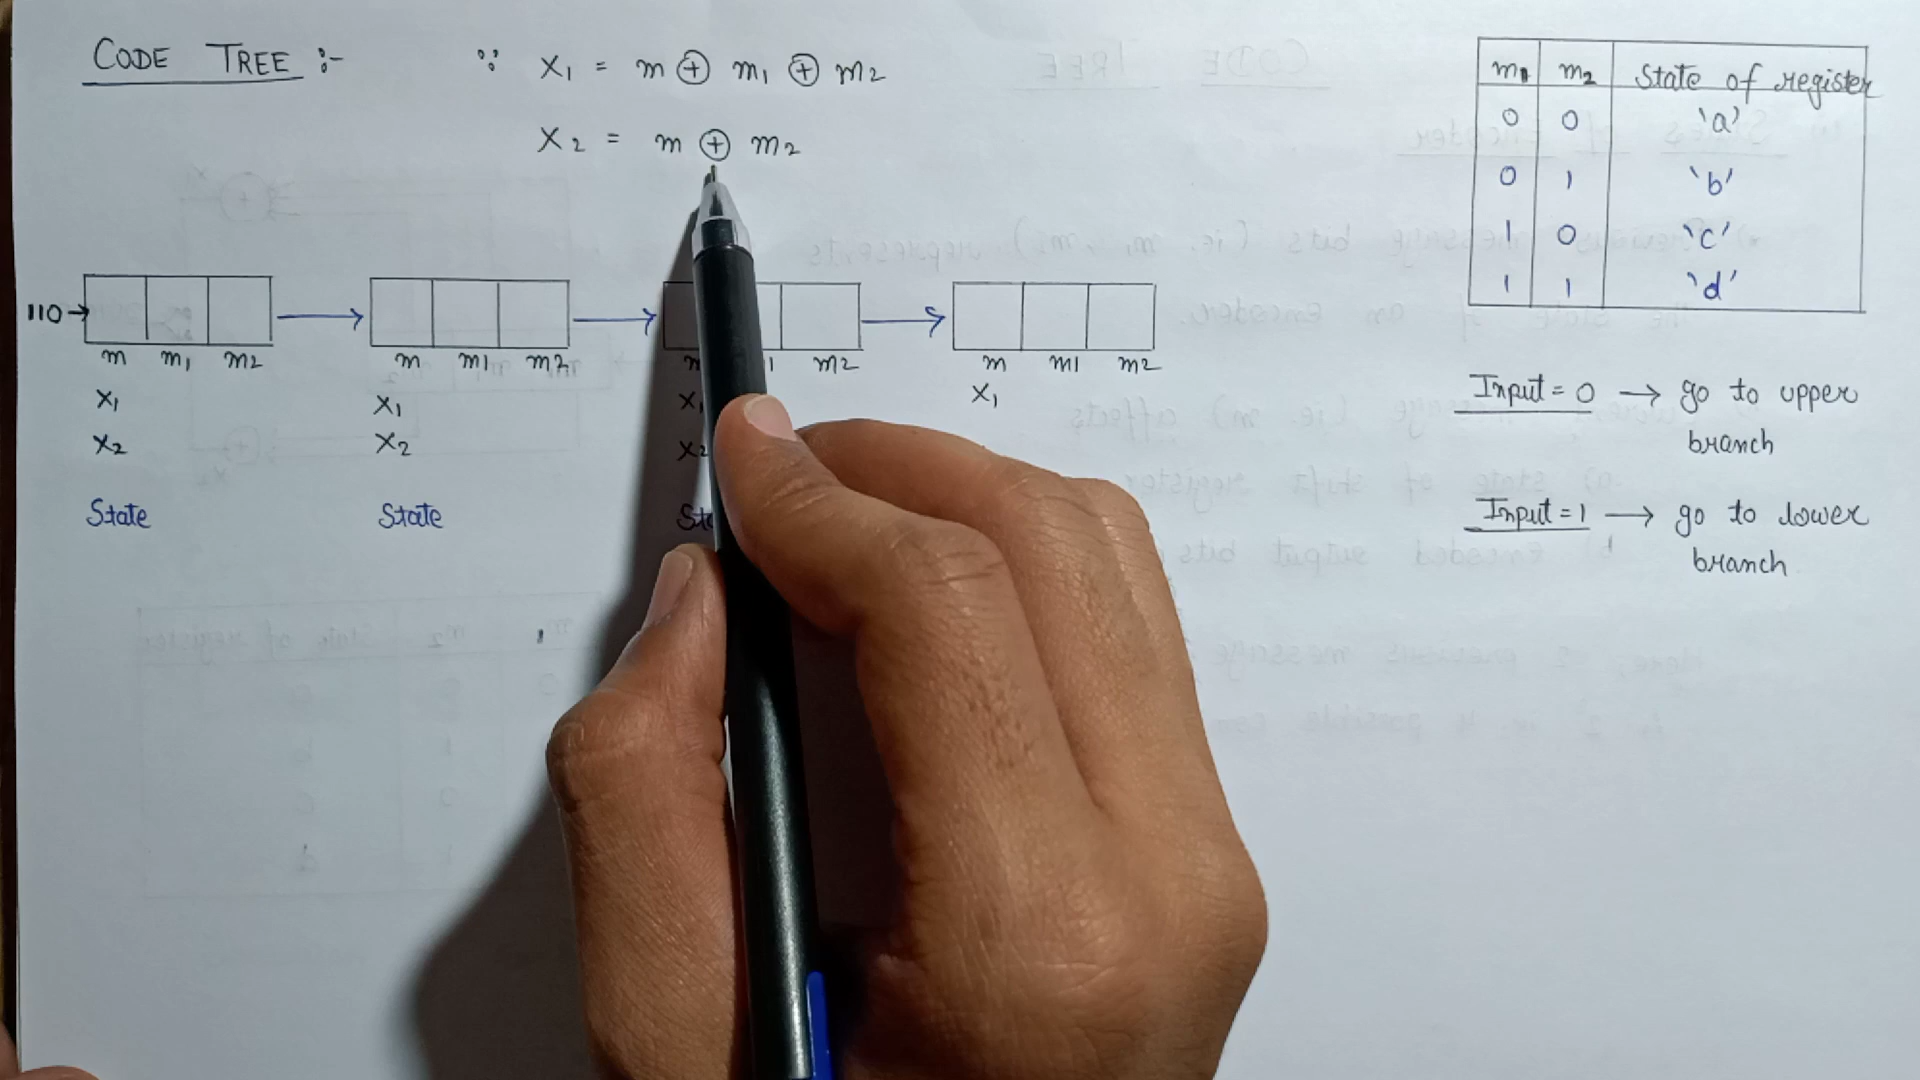 CODE TREE :-
∵ X1 = m ⊕ m1 ⊕ m2
X2 = m ⊕ m2
110→
m m1 m2
X1
X2
State
m m1 m2
X1
X2
State
m2
m m1 m2
X1
m1 m2 State of register
0 0 'a'
0 1 'b'
1 0 'c'
1 1 'd'
Input = 0 → go to upper
branch
Input = 1 → go to lower
branch